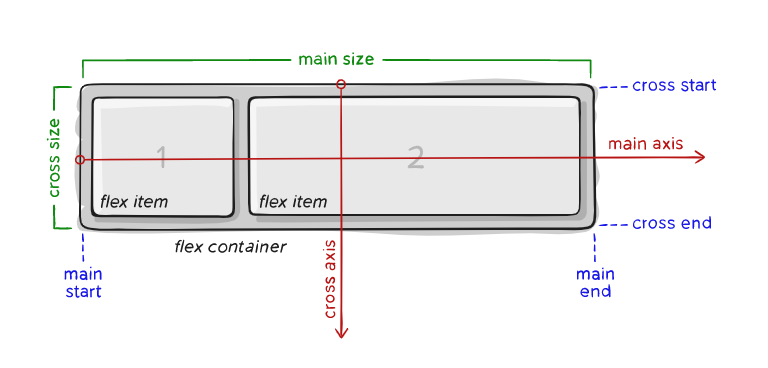 main size
cross start
cross size
1
2
main axis
flex item
flex item
cross end
flex container
cross axis
main
start
main
end